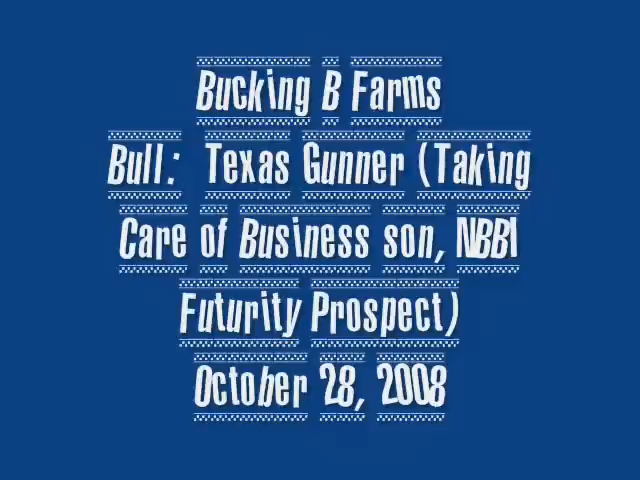 Bucking B Farms
Bull: Texas Gunner (Taking
Care of Business son, NBBI
Futurity Prospect)
October 28, 2008